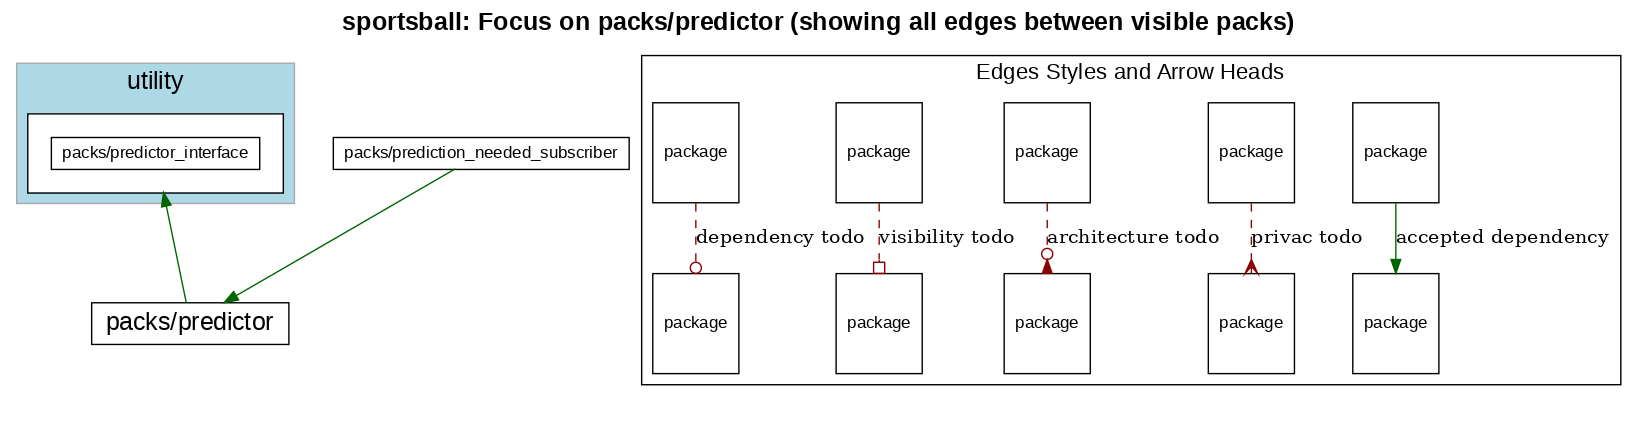 sportsball: Focus on packs/predictor (showing all edges between visible packs)
utility
packs/predictor_interface
packs/prediction_needed_subscriber
packs/predictor
Edges Styles and Arrow Heads
package
package
package
package
package
dependency todo
visibility todo
architecture todo
privac todo
accepted dependency
package
package
package
package
package